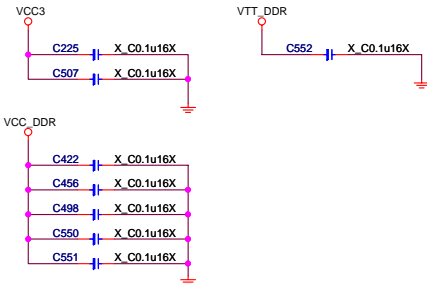 VCC3
C225 X_C0.1u16X
C507 X_C0.1u16X
VTT_DDR
C552 X_C0.1u16X
VCC_DDR
C422 X_C0.1u16X
C456 X_C0.1u16X
C498 X_C0.1u16X
C550 X_C0.1u16X
C551 X_C0.1u16X